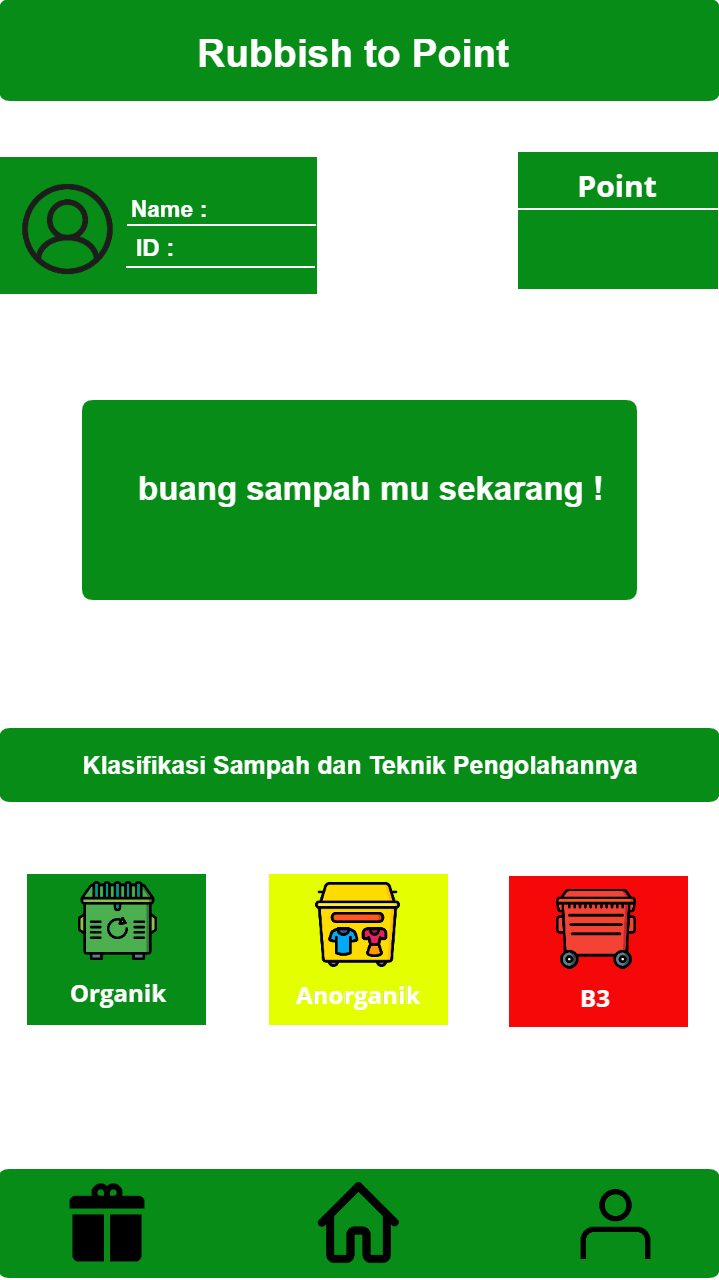 Rubbish to Point
Name :
ID :
Point
buang sampah mu sekarang !
Klasifikasi Sampah dan Teknik Pengolahannya
Organik
Anorganik
B3